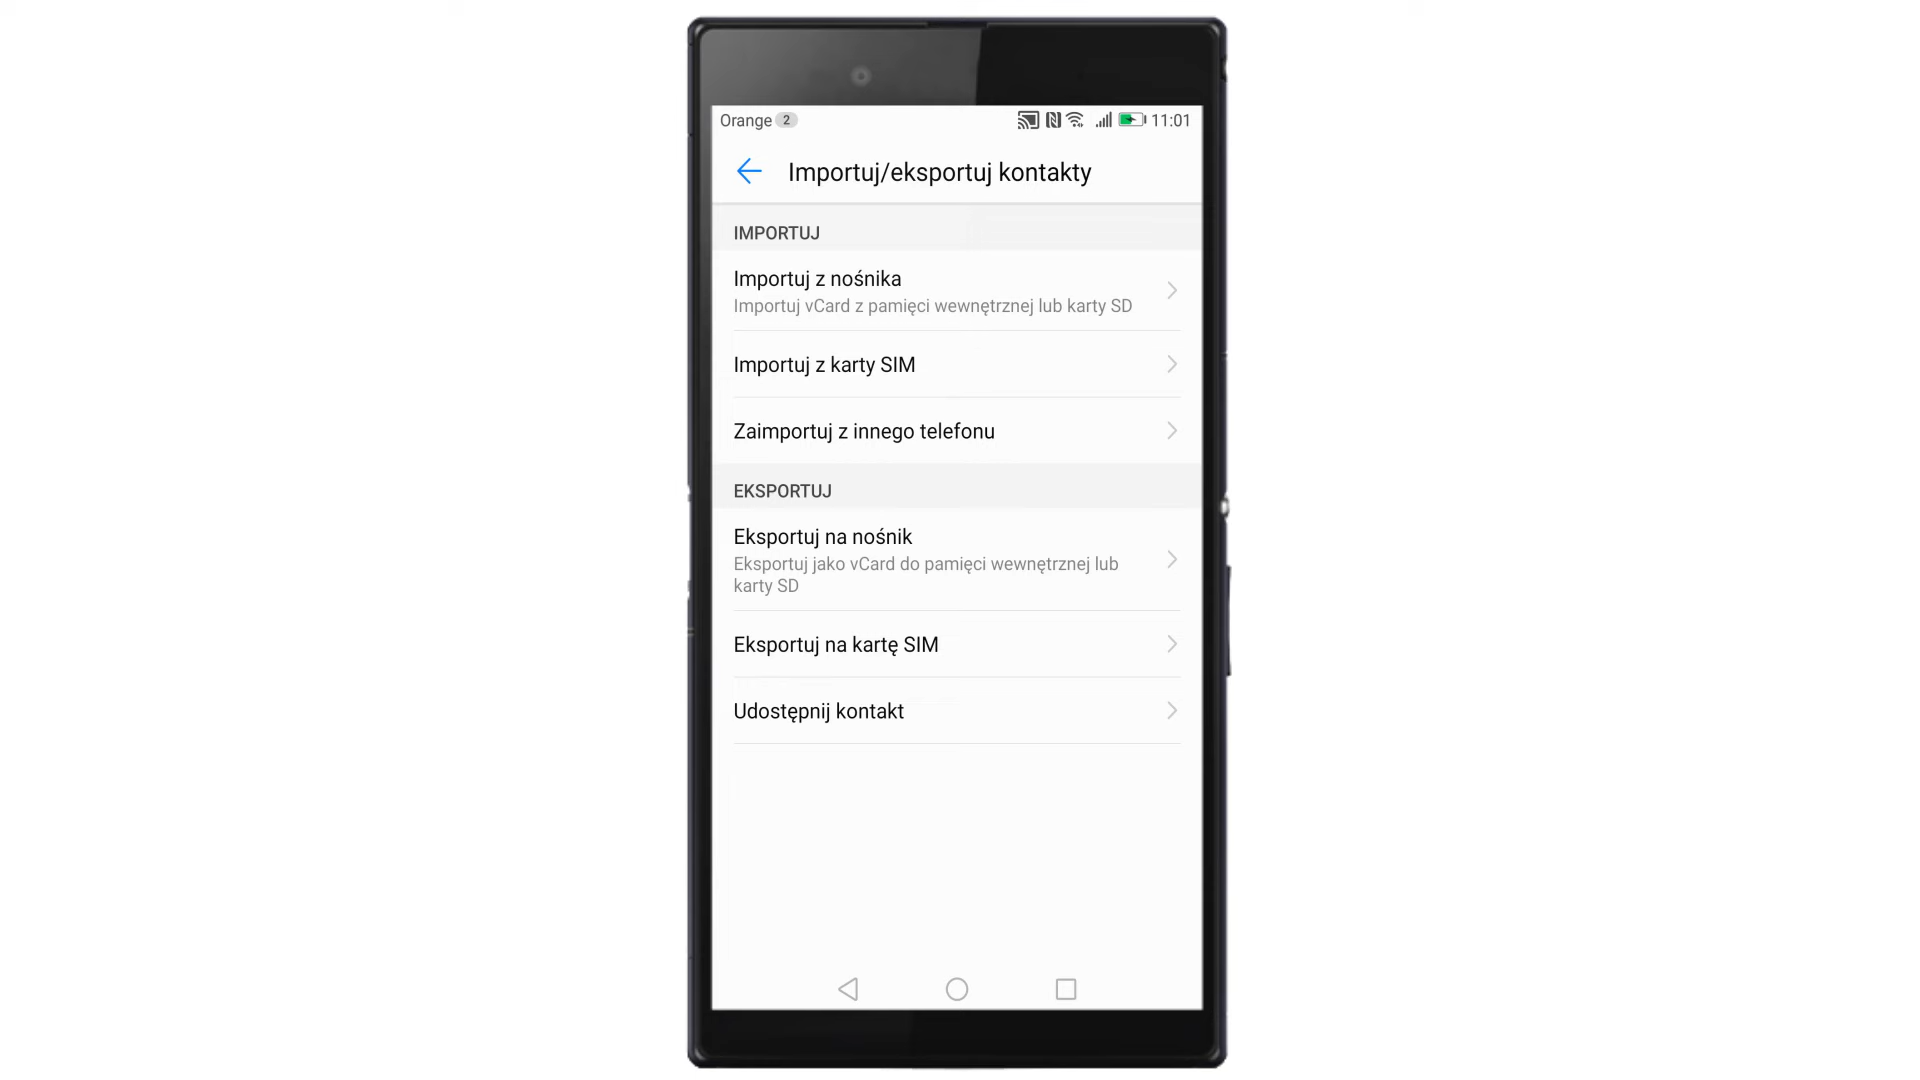 Orange 2 11:01
Importuj/eksportuj kontakty
IMPORTUJ
Importuj z nośnika
Importuj vCard z pamięci wewnętrznej lub karty SD
Importuj z karty SIM
Zaimportuj z innego telefonu
EKSPORTUJ
Eksportuj na nośnik
Eksportuj jako vCard do pamięci wewnętrznej lub
karty SD
Eksportuj na kartę SIM
Udostępnij kontakt